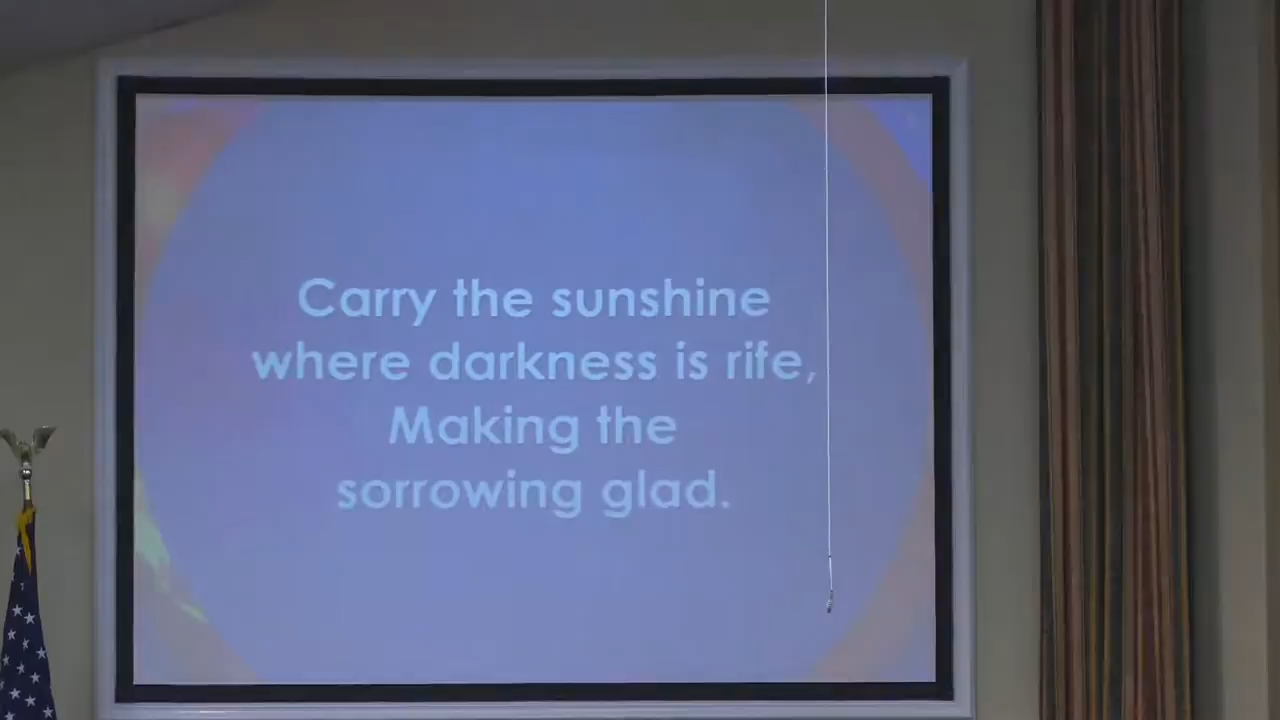 Carry the sunshine
where darkness is rife,
Making the
sorrowing glad.